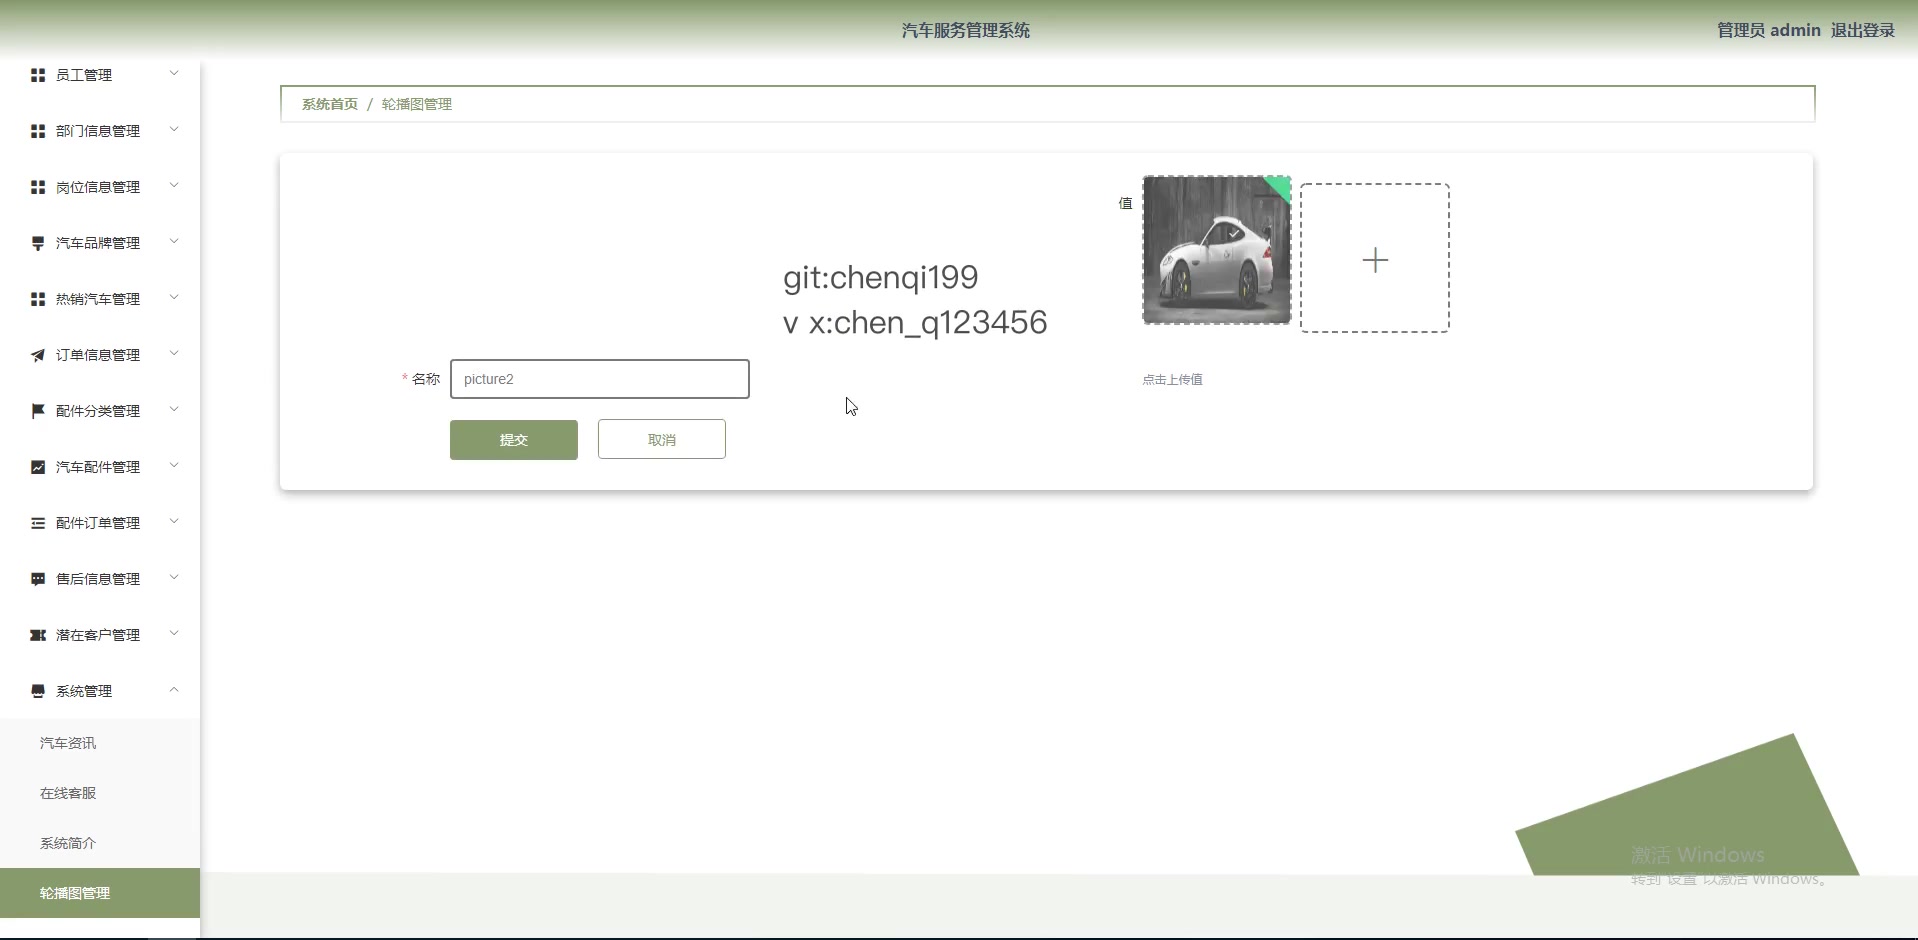 汽车服务管理系统
管理员 admin 退出登录
员工管理
部门信息管理
岗位信息管理
汽车品牌管理
热销汽车管理
订单信息管理
配件分类管理
汽车配件管理
配件订单管理
售后信息管理
潜在客户管理
系统管理
汽车资讯
在线客服
系统简介
轮播图管理
系统首页 / 轮播图管理
值
git:chenqi199
v x:chen_q123456
* 名称 picture2
点击上传值
提交 取消
激活 Windows
转到"设置"以激活 Windows。